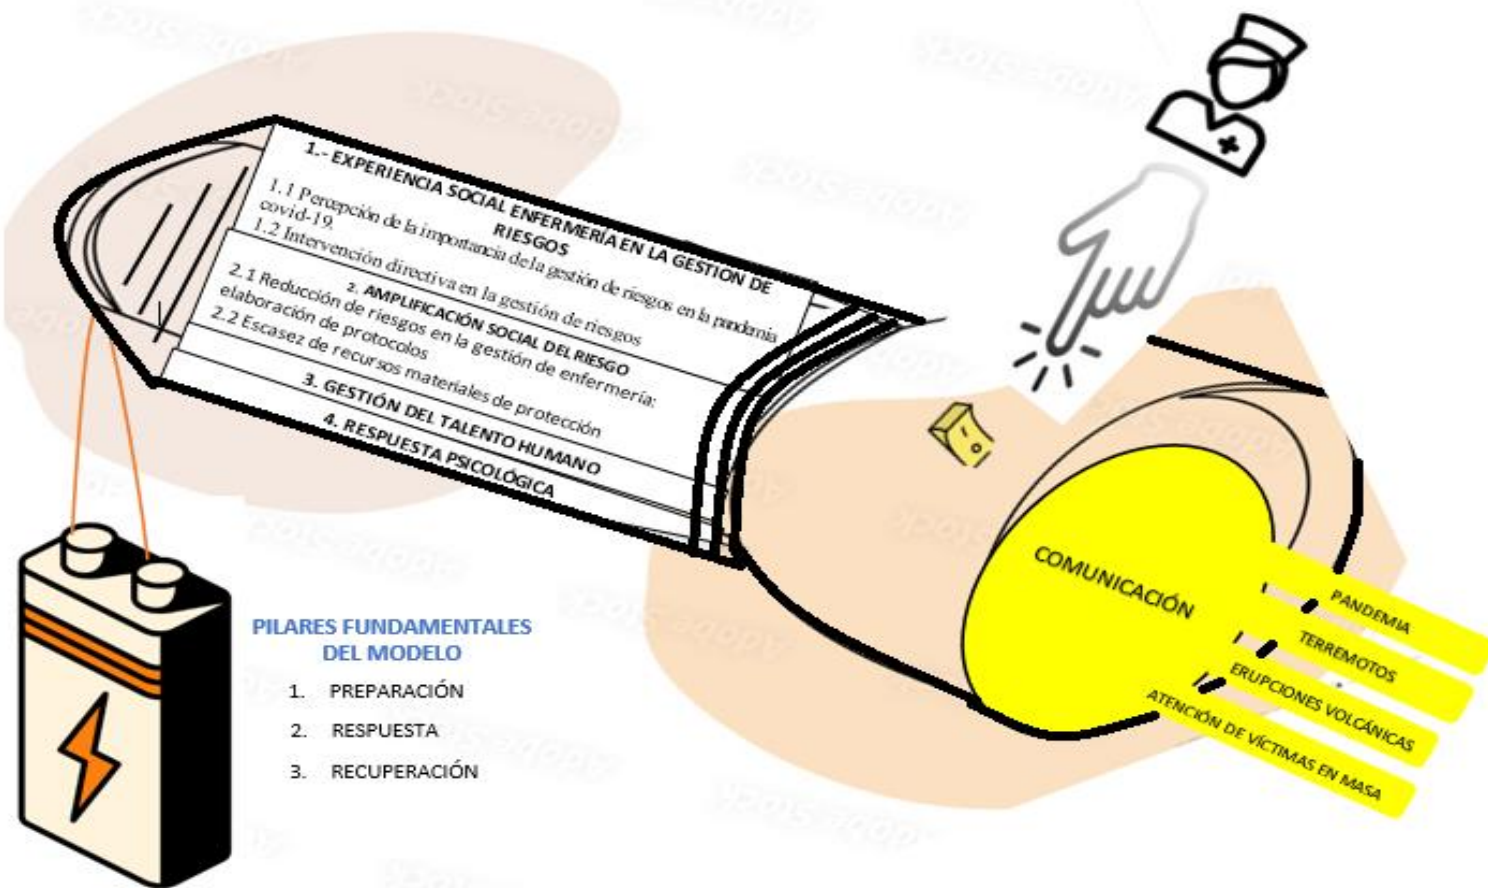 1.- EXPERIENCIA SOCIAL ENFERMERÍA EN LA GESTION DE
RIESGOS
1.1 Percepción de la importancia de la gestión de riesgos en la pandemia
covid-19.
1.2 Intervención directiva en la gestión de riesgos
2. AMPLIFICACIÓN SOCIAL DEL RIESGO
2.1 Reducción de riesgos en la gestión de enfermería:
elaboración de protocolos
2.2 Escasez de recursos materiales de protección
3. GESTIÓN DEL TALENTO HUMANO
4. RESPUESTA PSICOLÓGICA
COMUNICACIÓN
PANDEMIA
TERREMOTOS
ERUPCIONES VOLCÁNICAS
ATENCIÓN DE VÍCTIMAS EN MASA
PILARES FUNDAMENTALES
DEL MODELO
1. PREPARACIÓN
2. RESPUESTA
3. RECUPERACIÓN
Adobe Stock